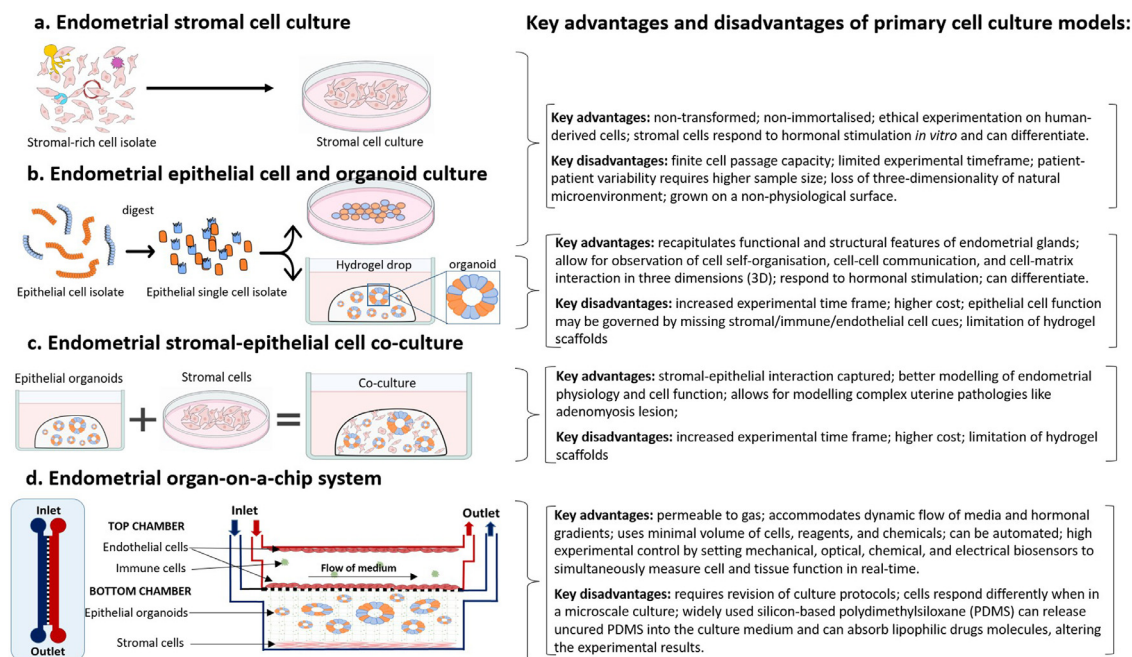 a. Endometrial stromal cell culture
Stromal-rich cell isolate
Stromal cell culture
b. Endometrial epithelial cell and organoid culture
digest
Epithelial cell isolate
Epithelial single cell isolate
Hydrogel drop
organoid
c. Endometrial stromal-epithelial cell co-culture
Epithelial organoids
Stromal cells
Co-culture
d. Endometrial organ-on-a-chip system
Inlet
Outlet
TOP CHAMBER
Endothelial cells
Immune cells
BOTTOM CHAMBER
Epithelial organoids
Stromal cells
Inlet
Outlet
Flow of medium
Key advantages and disadvantages of primary cell culture models:
Key advantages: non-transformed; non-immortalised; ethical experimentation on human-
derived cells; stromal cells respond to hormonal stimulation in vitro and can differentiate.
Key disadvantages: finite cell passage capacity; limited experimental timeframe; patient-
patient variability requires higher sample size; loss of three-dimensionality of natural
microenvironment; grown on a non-physiological surface.
Key advantages: recapitulates functional and structural features of endometrial glands;
allow for observation of cell self-organisation, cell-cell communication, and cell-matrix
interaction in three dimensions (3D); respond to hormonal stimulation; can differentiate.
Key disadvantages: increased experimental time frame; higher cost; epithelial cell function
may be governed by missing stromal/immune/endothelial cell cues; limitation of hydrogel
scaffolds
Key advantages: stromal-epithelial interaction captured; better modelling of endometrial
physiology and cell function; allows for modelling complex uterine pathologies like
adenomyosis lesion;
Key disadvantages: increased experimental time frame; higher cost; limitation of hydrogel
scaffolds
Key advantages: permeable to gas; accommodates dynamic flow of media and hormonal
gradients; uses minimal volume of cells, reagents, and chemicals; can be automated; high
experimental control by setting mechanical, optical, chemical, and electrical biosensors to
simultaneously measure cell and tissue function in real-time.
Key disadvantages: requires revision of culture protocols; cells respond differently when in
a microscale culture; widely used silicon-based polydimethylsiloxane (PDMS) can release
uncured PDMS into the culture medium and can absorb lipophilic drugs molecules, altering
the experimental results.